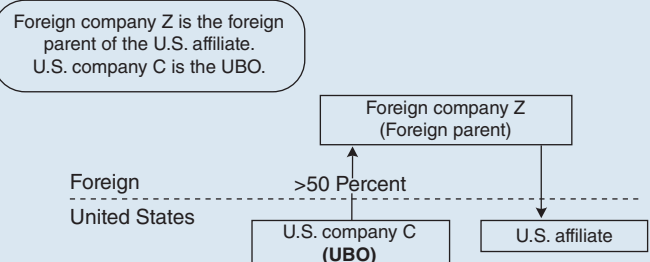 Foreign company Z is the foreign
parent of the U.S. affiliate.
U.S. company C is the UBO.
Foreign company Z
(Foreign parent)
Foreign
>50 Percent
United States
U.S. company C
(UBO)
U.S. affiliate